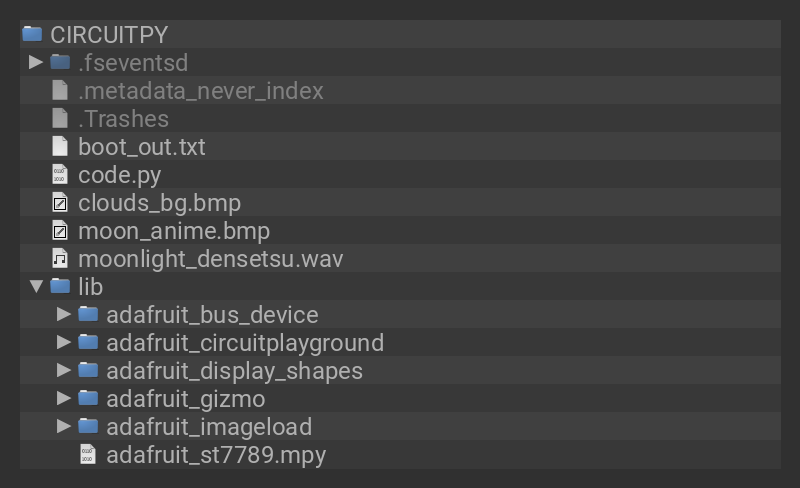 CIRCUITPY
.fseventsd
.metadata_never_index
.Trashes
boot_out.txt
code.py
clouds_bg.bmp
moon_anime.bmp
moonlight_densetsu.wav
lib
adafruit_bus_device
adafruit_circuitplayground
adafruit_display_shapes
adafruit_gizmo
adafruit_imageload
adafruit_st7789.mpy